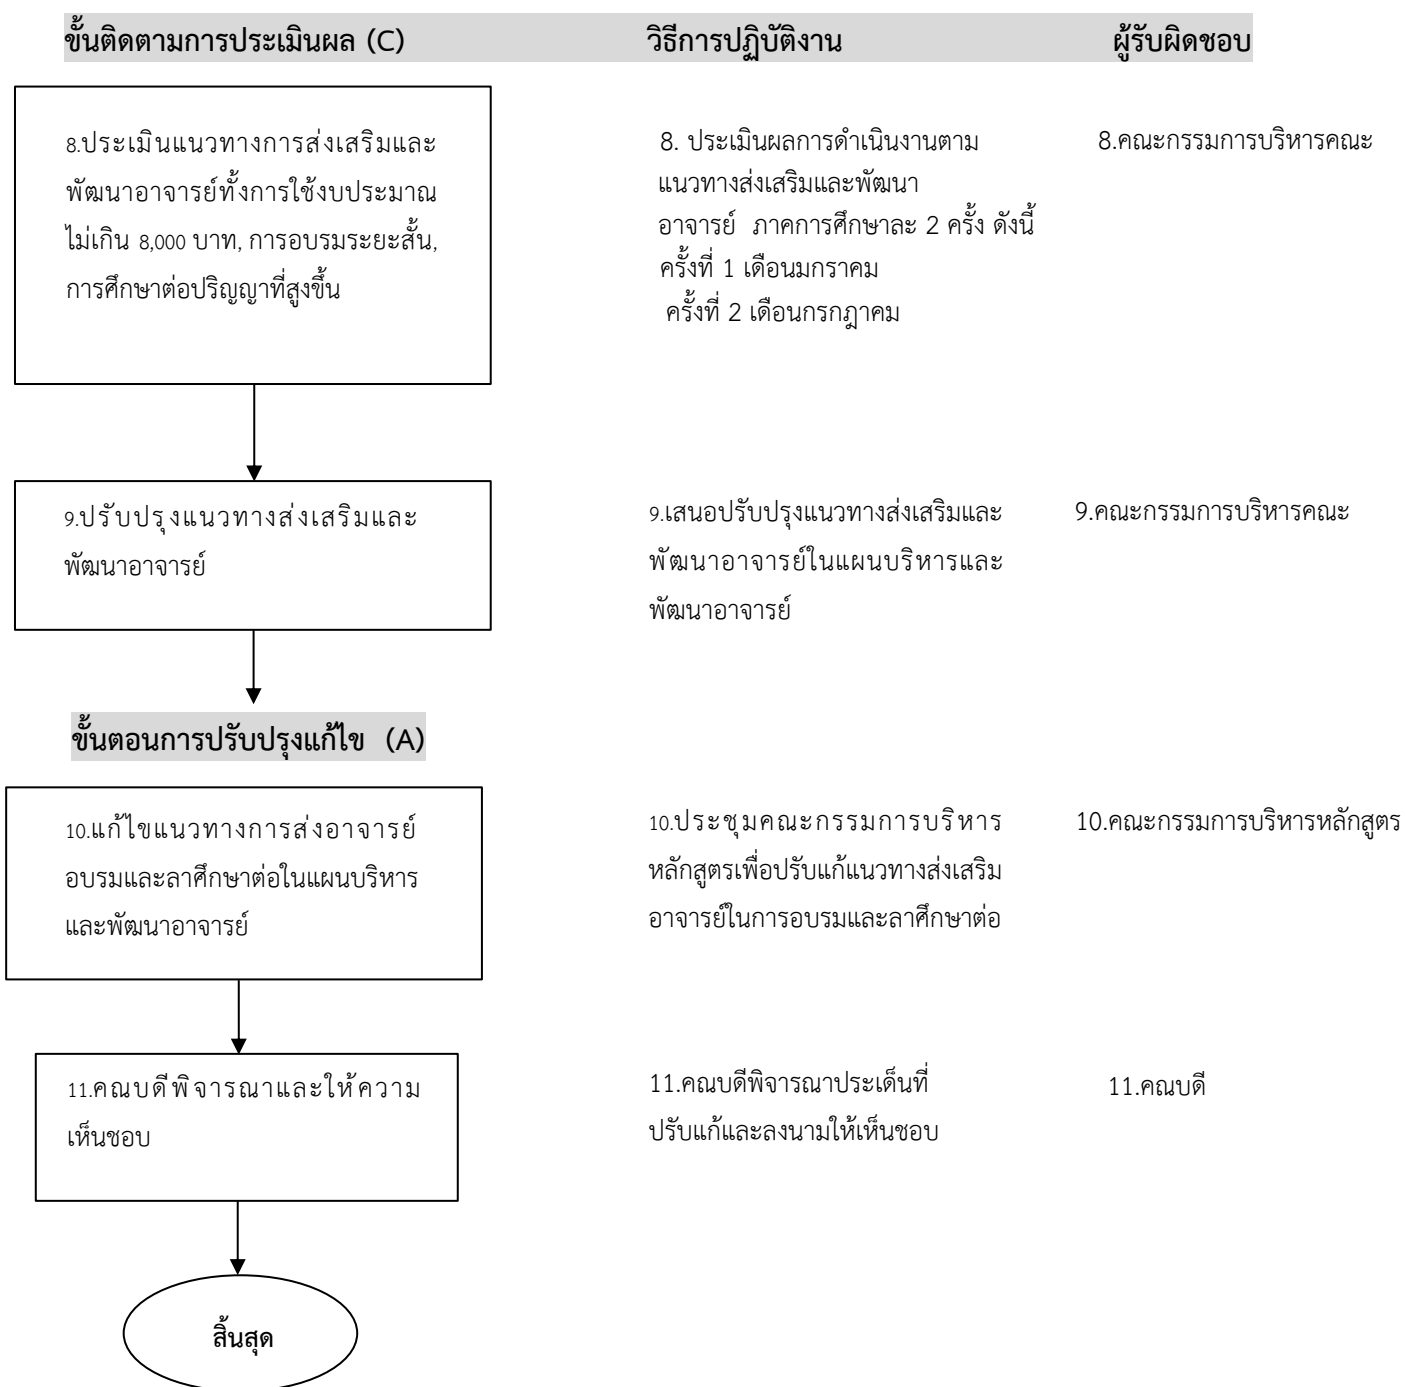 ขั้นติดตามการประเมินผล (C) วิธีการปฏิบัติงาน ผู้รับผิดชอบ
8.ประเมินแนวทางการส่งเสริมและ
พัฒนาอาจารย์ทั้งการใช้งบประมาณ
ไม่เกิน 8,000 บาท, การอบรมระยะสั้น,
การศึกษาต่อปริญญาที่สูงขึ้น
8. ประเมินผลการดำเนินงานตาม
แนวทางส่งเสริมและพัฒนา
อาจารย์ ภาคการศึกษาละ 2 ครั้ง ดังนี้
ครั้งที่ 1 เดือนมกราคม
ครั้งที่ 2 เดือนกรกฎาคม
8.คณะกรรมการบริหารคณะ
9.ปรับปรุงแนวทางส่งเสริมและ
พัฒนาอาจารย์
9.เสนอปรับปรุงแนวทางส่งเสริมและ
พัฒนาอาจารย์ในแผนบริหารและ
พัฒนาอาจารย์
9.คณะกรรมการบริหารคณะ
ขั้นตอนการปรับปรุงแก้ไข (A)
10.แก้ไขแนวทางการส่งอาจารย์
อบรมและลาศึกษาต่อในแผนบริหาร
และพัฒนาอาจารย์
10.ประชุมคณะกรรมการบริหาร
หลักสูตรเพื่อปรับแก้แนวทางส่งเสริม
อาจารย์ในการอบรมและลาศึกษาต่อ
10.คณะกรรมการบริหารหลักสูตร
11.คณบดีพิจารณาและให้ความ
เห็นชอบ
11.คณบดีพิจารณาประเด็นที่
ปรับแก้และลงนามให้เห็นชอบ
11.คณบดี
สิ้นสุด